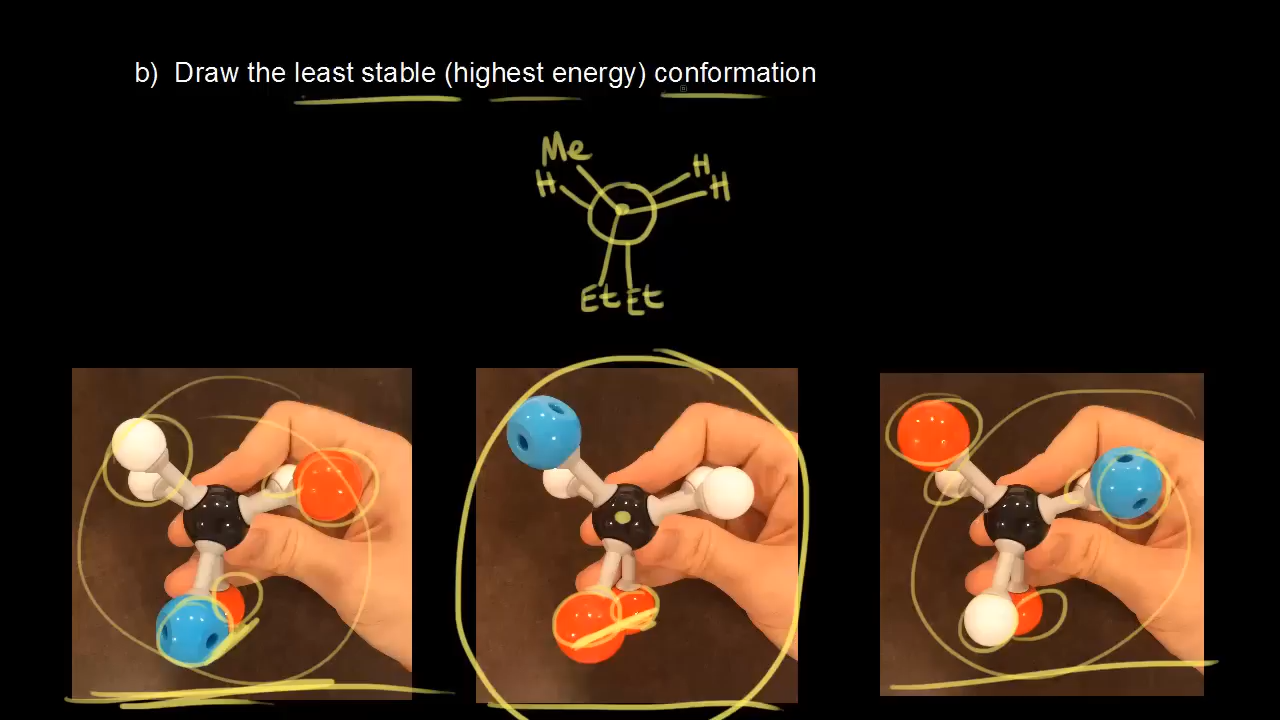 b) Draw the least stable (highest energy) conformation
Me
H
H
H
Et Et